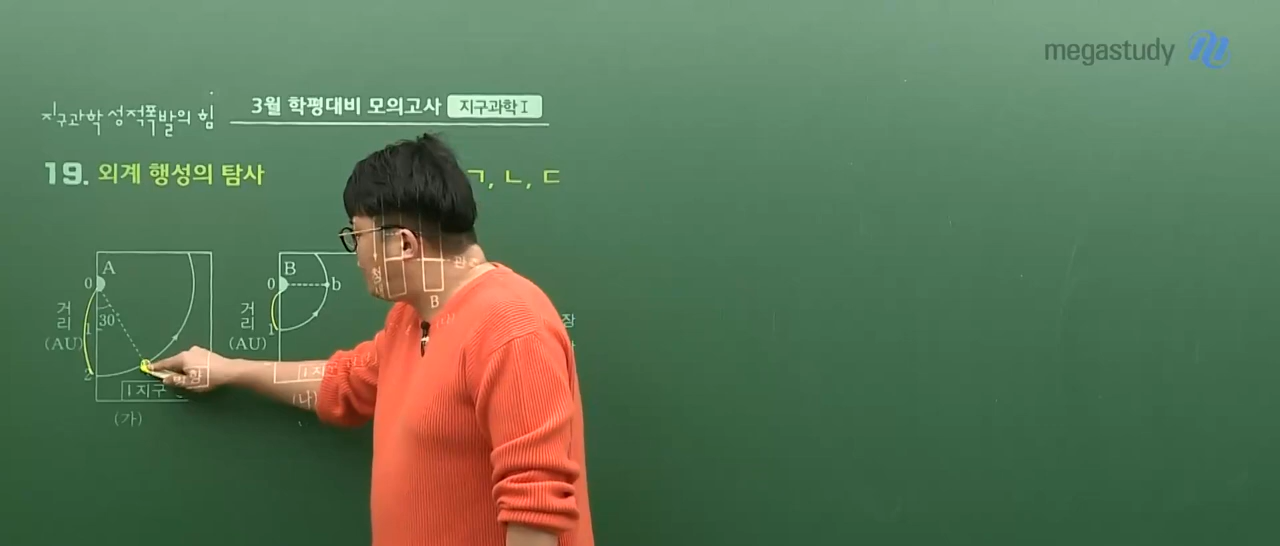 megastudy
지구과학 성적폭발의 힘
3월 학평대비 모의고사 지구과학 I
19. 외계 행성의 탐사
ㄱ, ㄴ, ㄷ
A
0
거리
(AU)
1
2
30
(가)
B
0
b
거리
(AU)
1
(나)
B